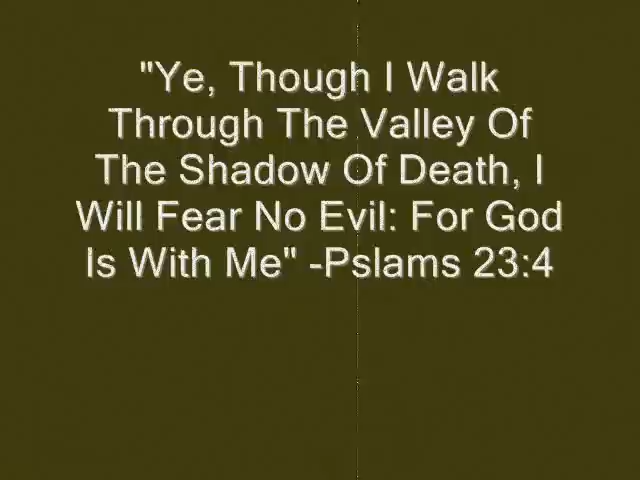 "Ye, Though I Walk
Through The Valley Of
The Shadow Of Death, I
Will Fear No Evil: For God
Is With Me" -Pslams 23:4